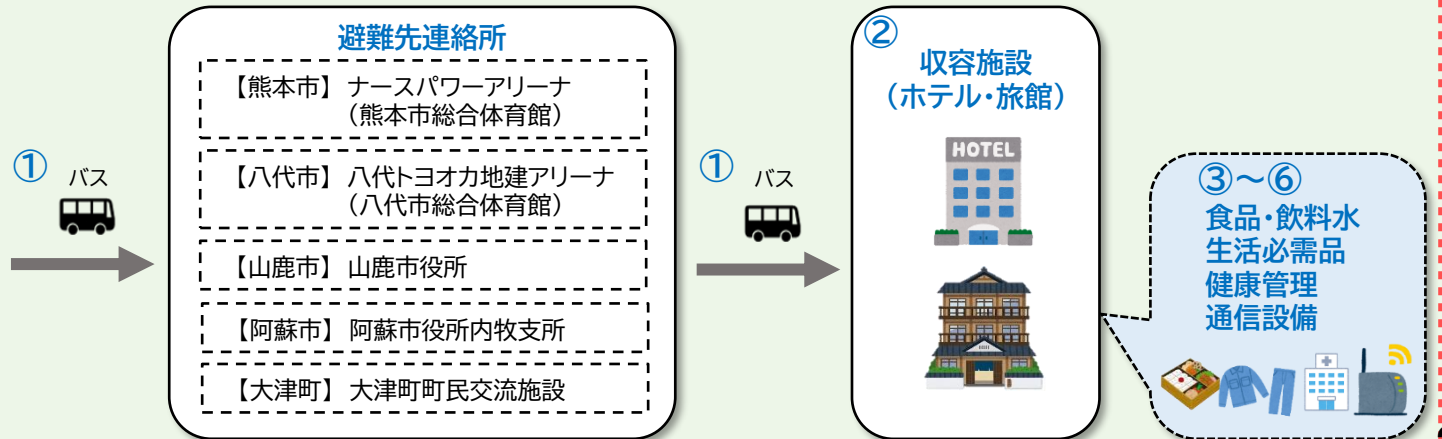 避難先連絡所
【熊本市】 ナースパワーアリーナ
（熊本市総合体育館）
【八代市】 八代トヨオカ地建アリーナ
（八代市総合体育館）
【山鹿市】 山鹿市役所
【阿蘇市】 阿蘇市役所内牧支所
【大津町】 大津町町民交流施設
① バス
① バス
②
収容施設
（ホテル・旅館）
HOTEL
③～⑥
食品・飲料水
生活必需品
健康管理
通信設備